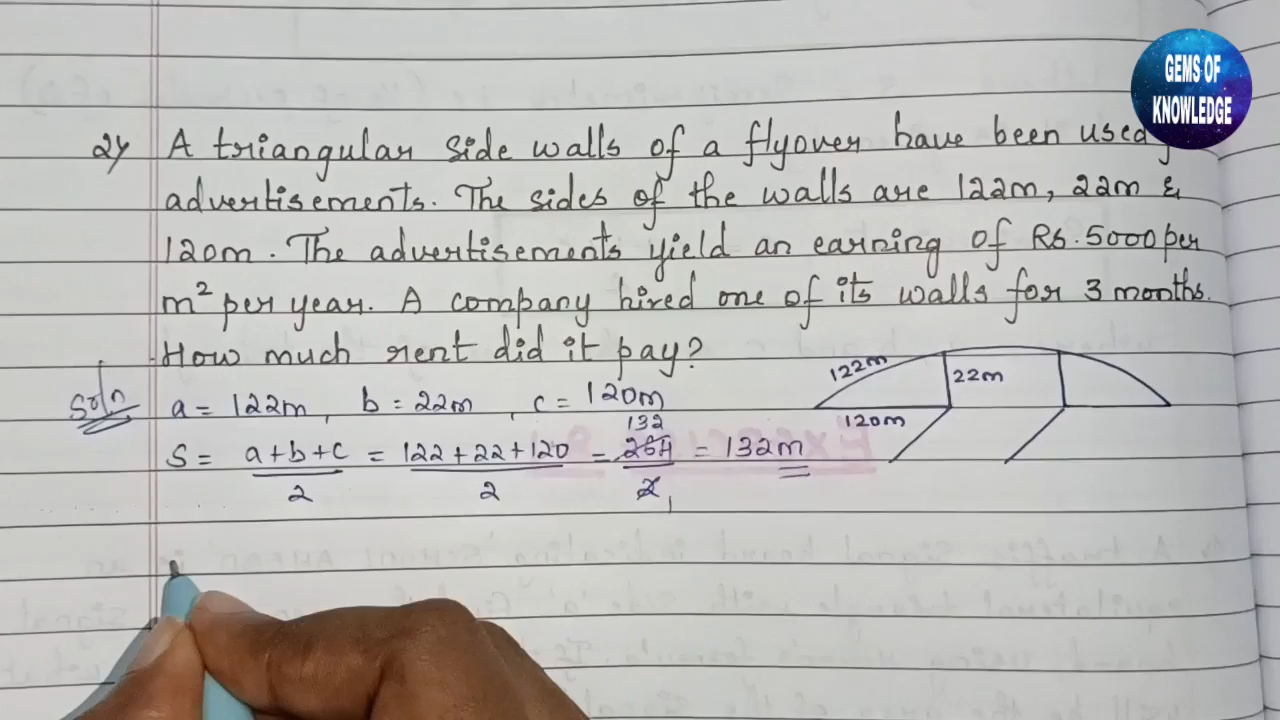 GEMS OF
KNOWLEDGE
2) A triangular side walls of a flyover have been used
advertisements. The sides of the walls are 122m, 22m &
120m. The advertisements yield an earning of Rs. 5000 per
m² per year. A company hired one of its walls for 3 months.
How much rent did it pay?
Soln
a = 122m, b = 22m, c = 120m
S = a+b+c/2 = 122+22+120/2 = 264/2 132 1 = 132m
122m
22m
120m